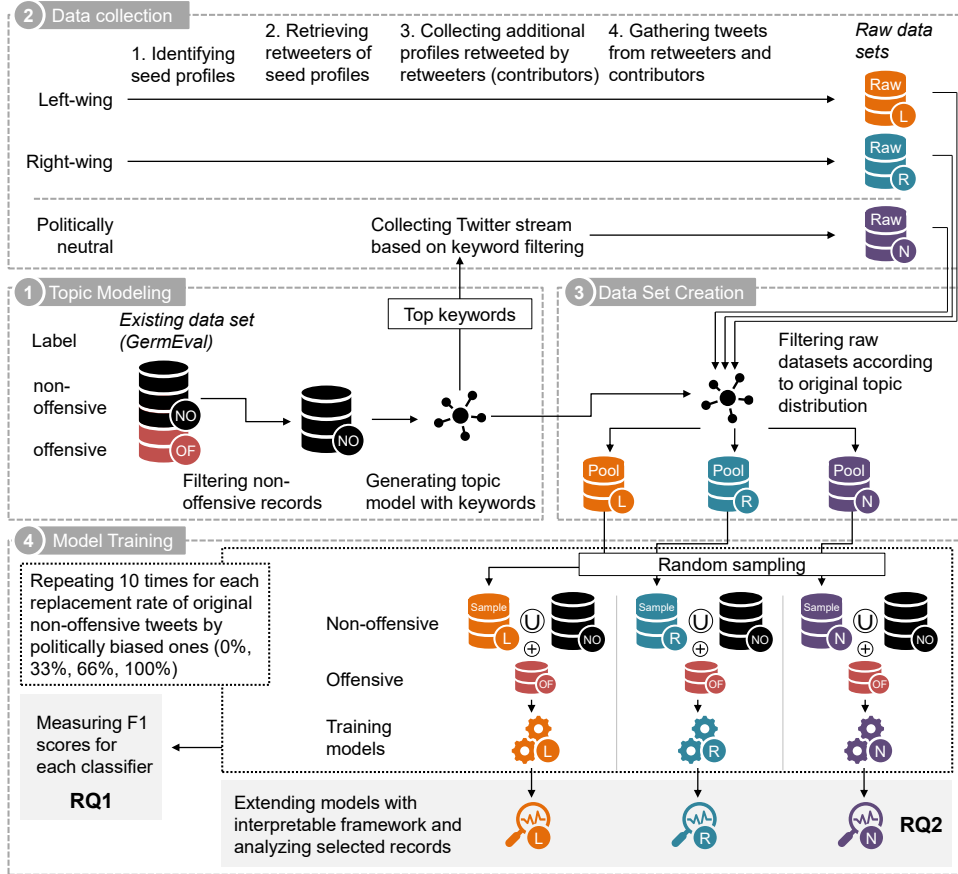 2 Data collection
1. Identifying
seed profiles
2. Retrieving
retweeters of
seed profiles
3. Collecting additional
profiles retweeted by
retweeters (contributors)
4. Gathering tweets
from retweeters and
contributors
Raw data
sets
Left-wing
Raw
L
Right-wing
Raw
R
Politically
neutral
Collecting Twitter stream
based on keyword filtering
Raw
N
1 Topic Modeling
Top keywords
Label
Existing data set
(GermEval)
non-
offensive
NO
offensive
OF
NO
Filtering non-
offensive records
Generating topic
model with keywords
3 Data Set Creation
Filtering raw
datasets according
to original topic
distribution
Pool
L
Pool
R
Pool
N
4 Model Training
Random sampling
Repeating 10 times for each
replacement rate of original
non-offensive tweets by
politically biased ones (0%,
33%, 66%, 100%)
Non-offensive
Sample
L
U
NO
Sample
R
U
NO
Sample
N
U
NO
+
+
+
Offensive
OF
OF
OF
Training
models
L
R
N
Measuring F1
scores for
each classifier
RQ1
Extending models with
interpretable framework and
analyzing selected records
L
R
N
RQ2